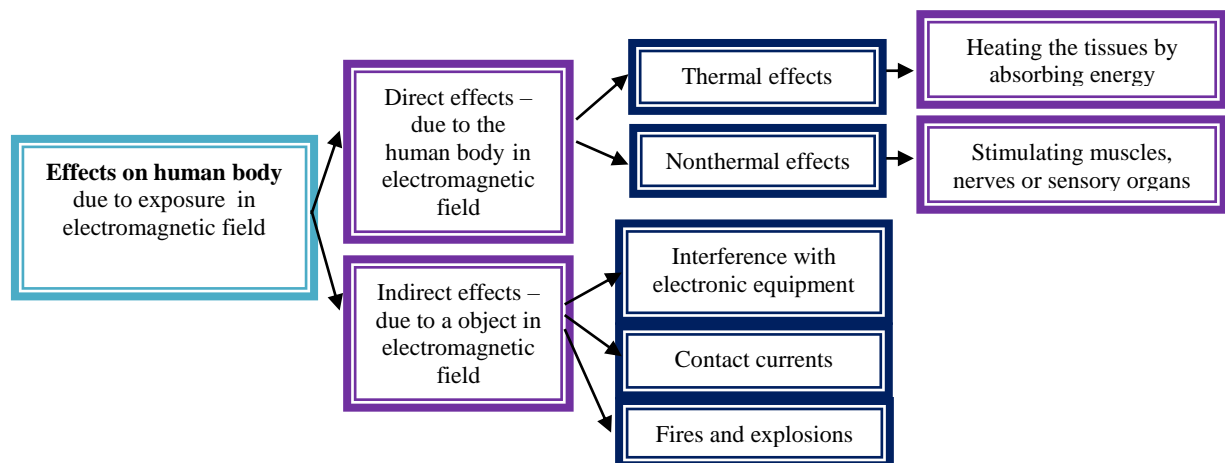 Effects on human body
due to exposure in
electromagnetic field
Direct effects –
due to the
human body in
electromagnetic
field
Indirect effects –
due to a object in
electromagnetic
field
Thermal effects
Nonthermal effects
Interference with
electronic equipment
Contact currents
Fires and explosions
Heating the tissues by
absorbing energy
Stimulating muscles,
nerves or sensory organs